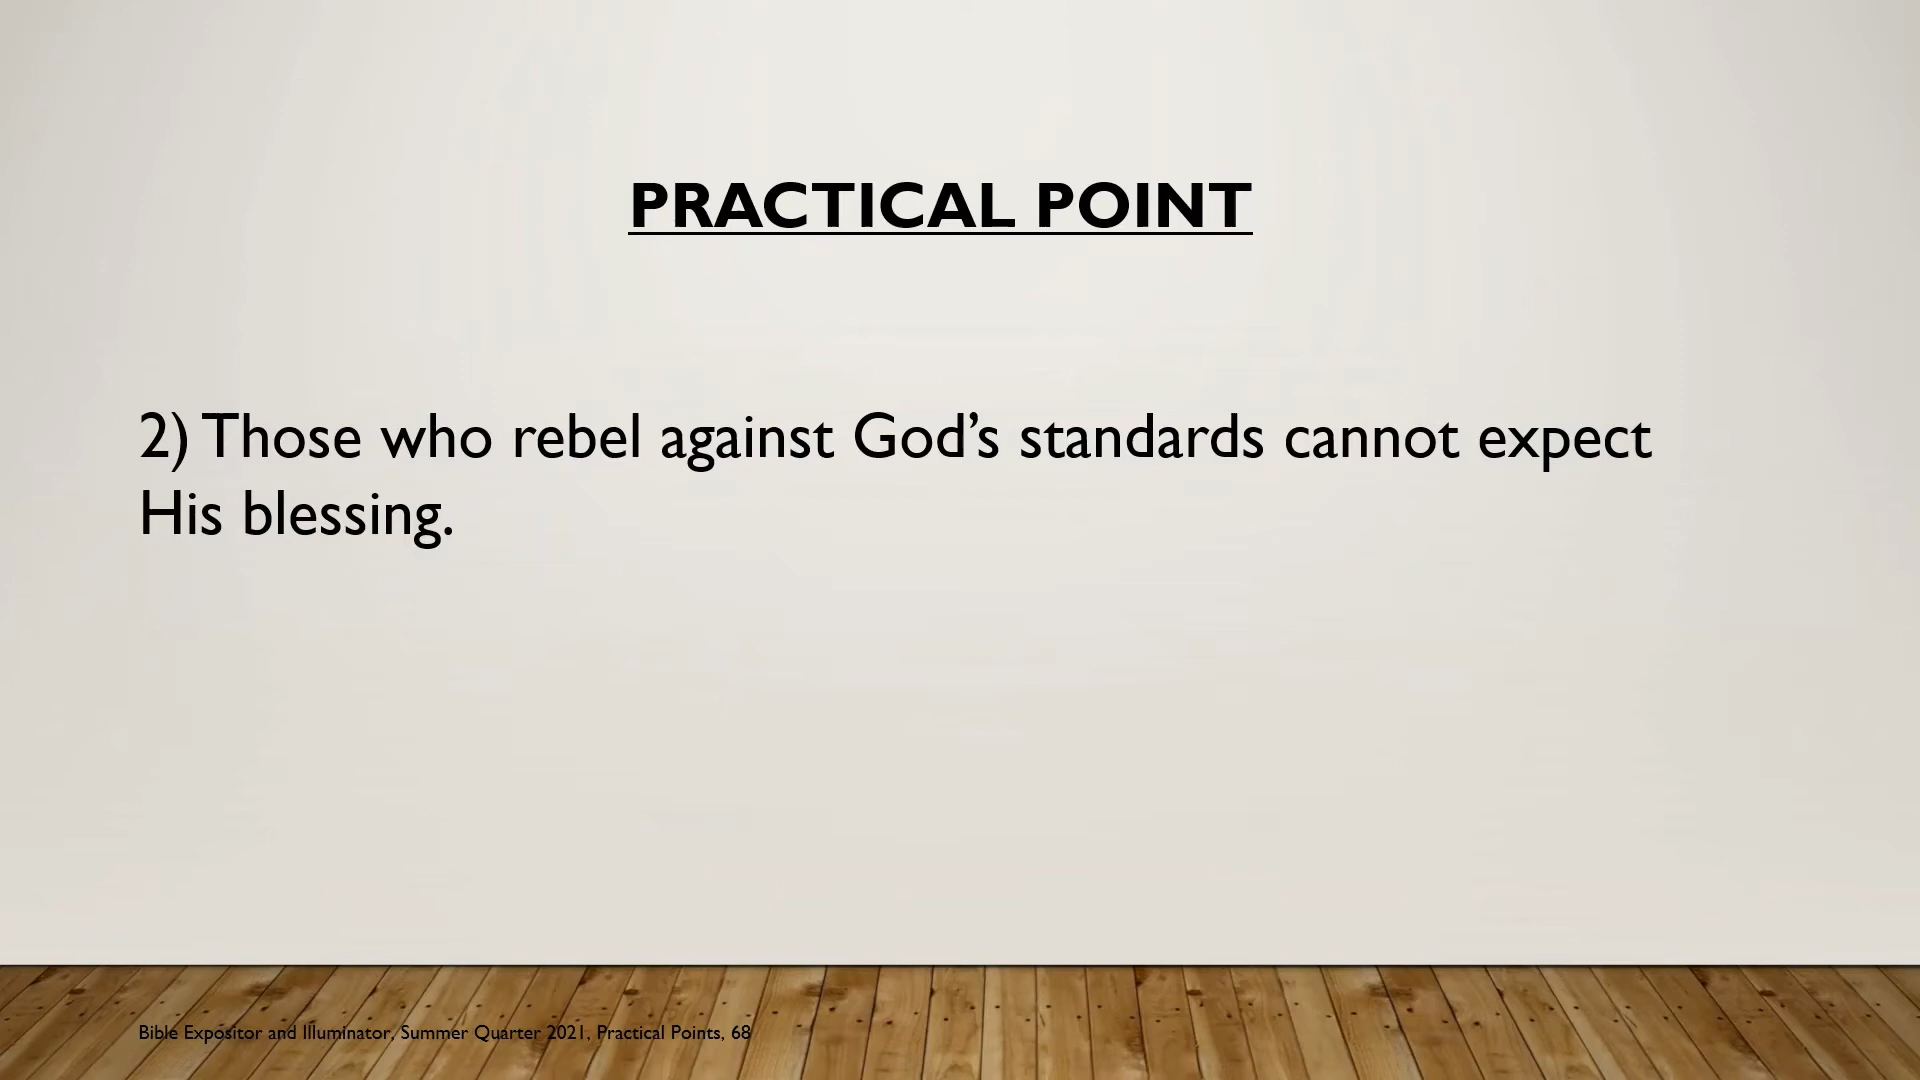 PRACTICAL POINT
2) Those who rebel against God’s standards cannot expect
His blessing.
Bible Expositor and Illuminator, Summer Quarter 2021, Practical Points, 68